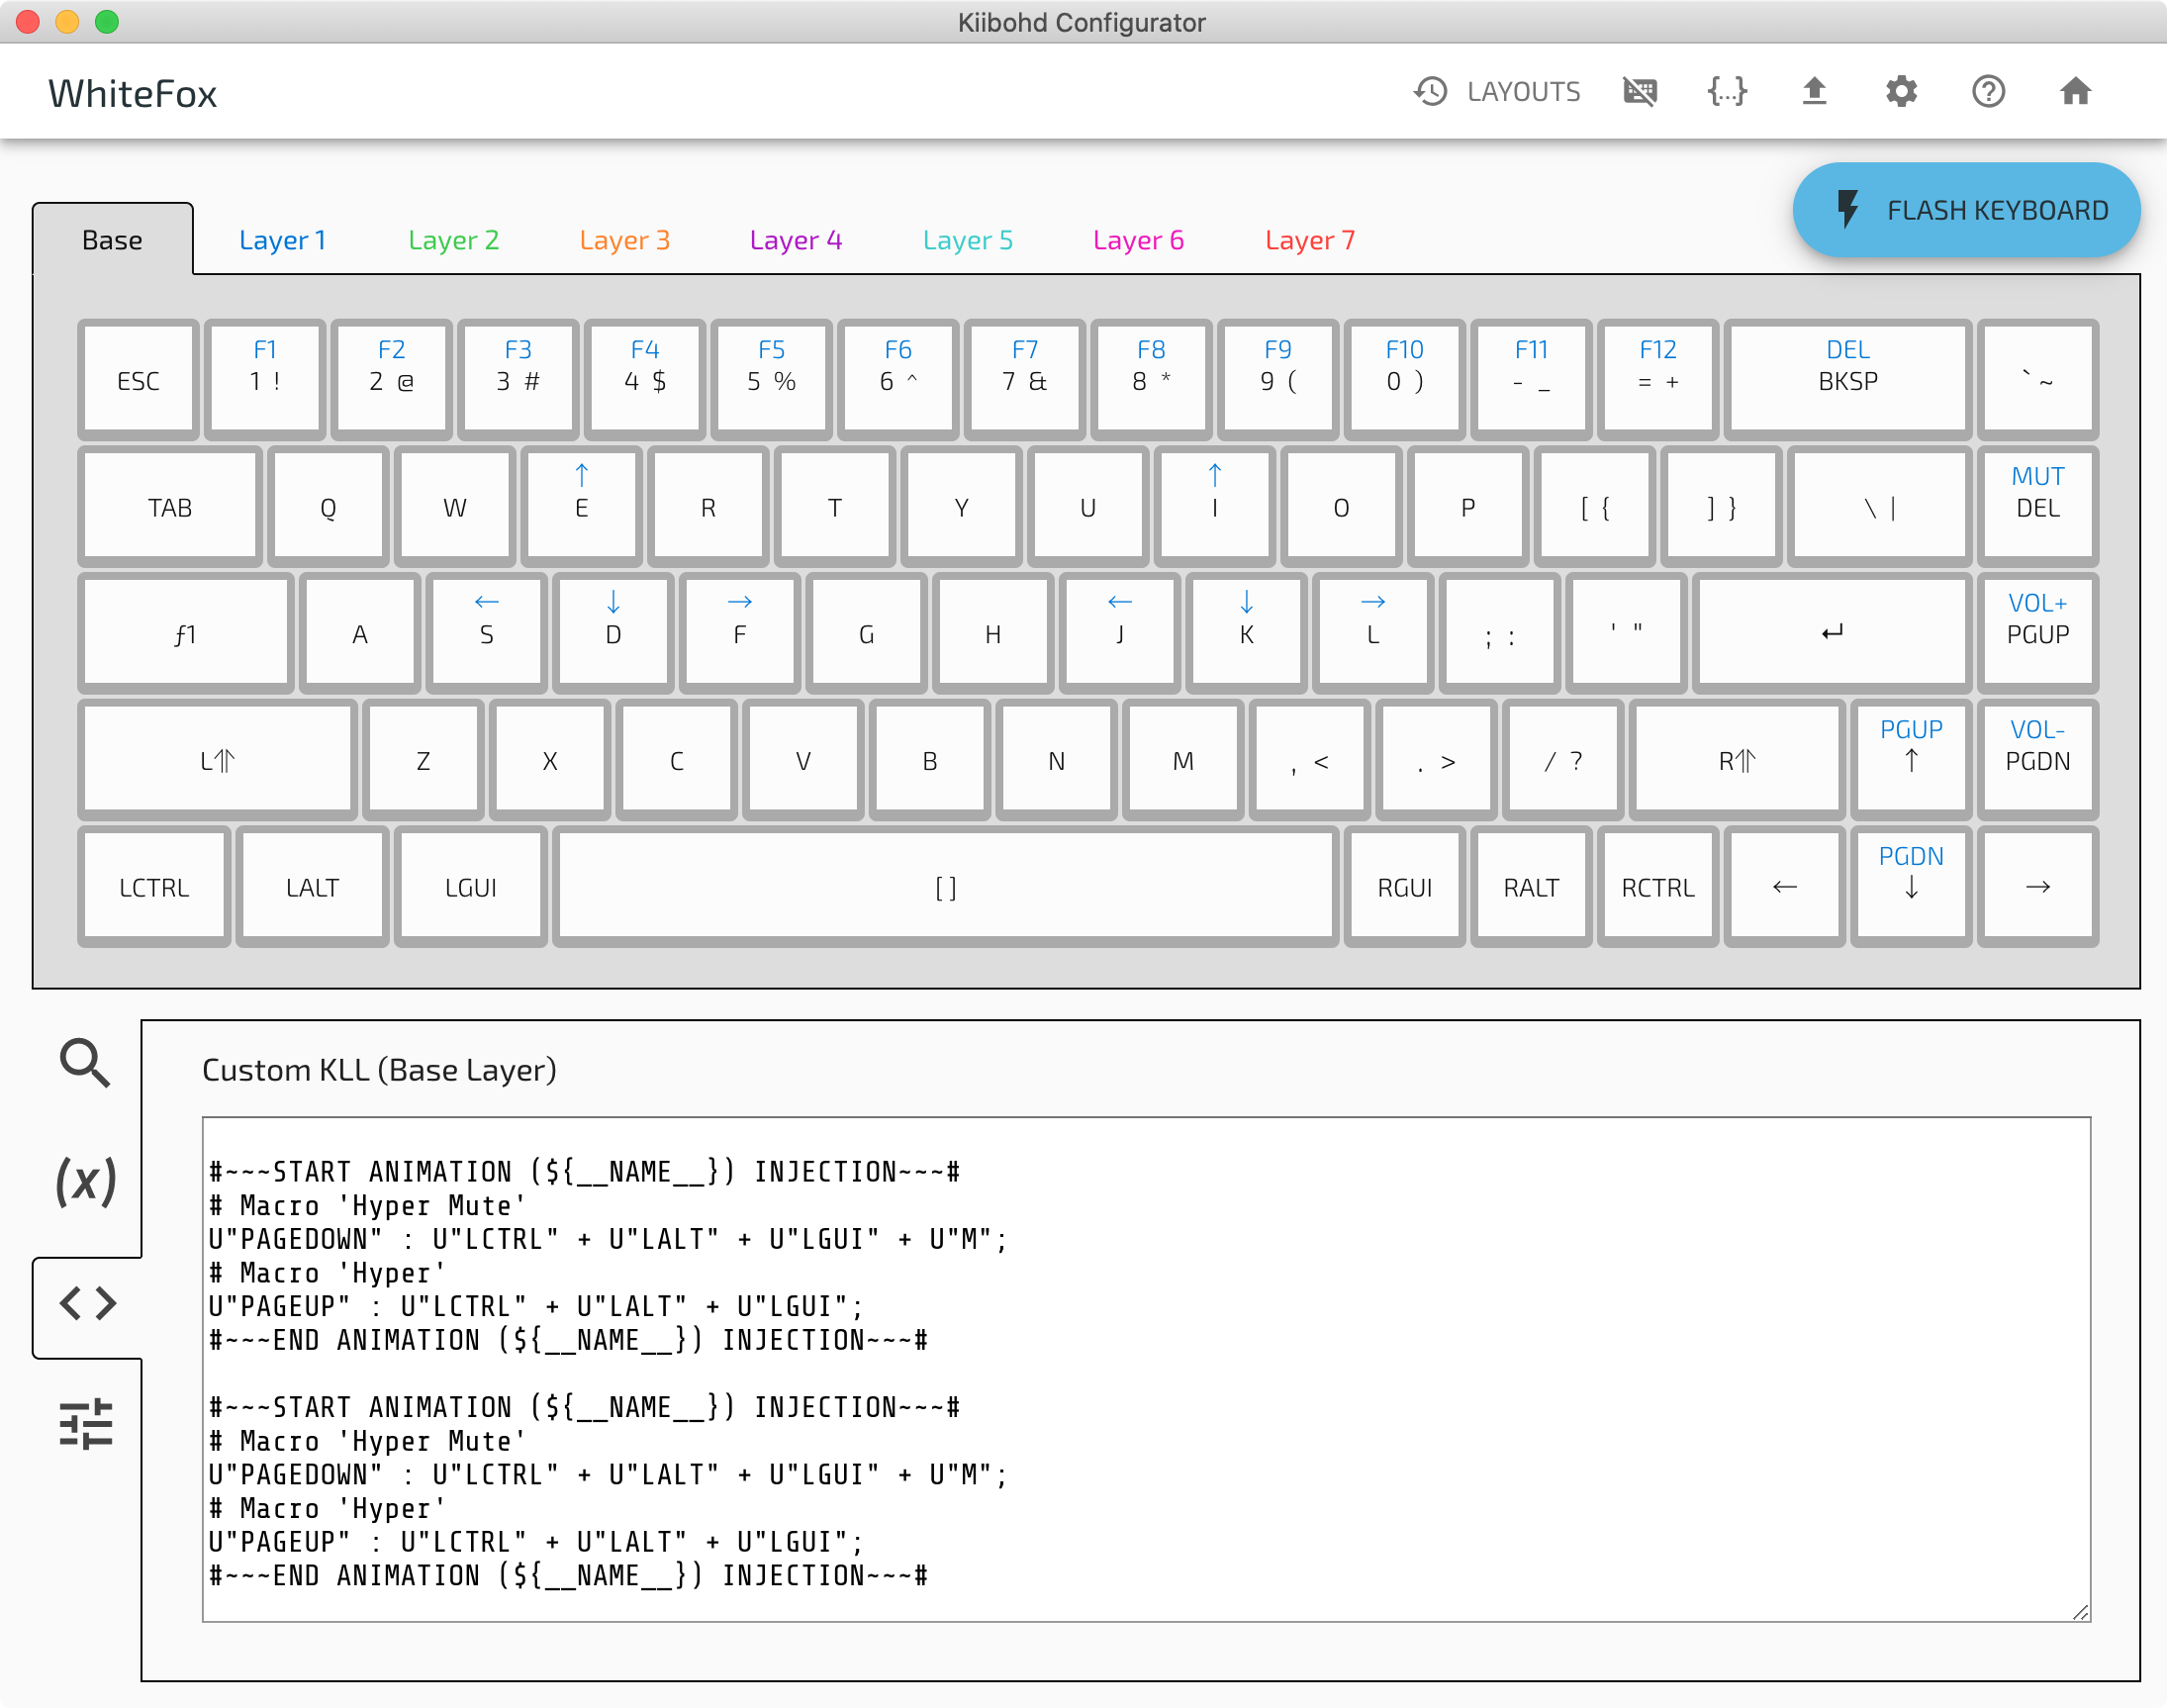 Kiibohd Configurator
WhiteFox
LAYOUTS
{...}
FLASH KEYBOARD
Base Layer 1 Layer 2 Layer 3 Layer 4 Layer 5 Layer 6 Layer 7
F1 F2 F3 F4 F5 F6 F7 F8 F9 F10 F11 F12 DEL
ESC 1 ! 2 @ 3 # 4 $ 5 % 6 ^ 7 & 8 * 9 ( 0 ) - _ = + BKSP ` ~
↑ ↑ MUT
TAB Q W E R T Y U I O P [ { ] } \ | DEL
← ↓ → ← ↓ → VOL+
ƒ1 A S D F G H J K L ; : ' " ↵ PGUP
PGUP VOL-
L⇑ Z X C V B N M , < . > / ? R⇑ ↑ PGDN
PGDN
LCTRL LALT LGUI [ ] RGUI RALT RCTRL ← ↓ →
Custom KLL (Base Layer)
(x)
< >
#~~~START ANIMATION (${__NAME__}) INJECTION~~~#
# Macro 'Hyper Mute'
U"PAGEDOWN" : U"LCTRL" + U"LALT" + U"LGUI" + U"M";
# Macro 'Hyper'
U"PAGEUP" : U"LCTRL" + U"LALT" + U"LGUI";
#~~~END ANIMATION (${__NAME__}) INJECTION~~~#
#~~~START ANIMATION (${__NAME__}) INJECTION~~~#
# Macro 'Hyper Mute'
U"PAGEDOWN" : U"LCTRL" + U"LALT" + U"LGUI" + U"M";
# Macro 'Hyper'
U"PAGEUP" : U"LCTRL" + U"LALT" + U"LGUI";
#~~~END ANIMATION (${__NAME__}) INJECTION~~~#